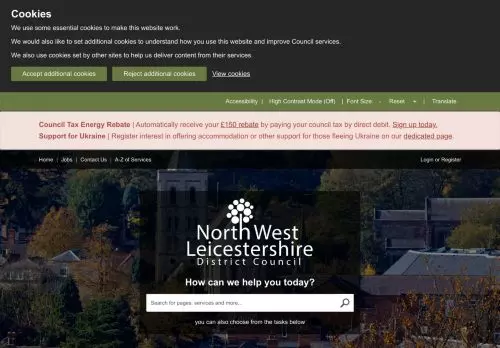 Cookies
We use some essential cookies to make this website work.
We would also like to set additional cookies to understand how you use this website and improve Council services.
We also use cookies set by other sites to help us deliver content from their services.
Accept additional cookies Reject additional cookies View cookies
Accessibility | High Contrast Mode (Off) | Font Size: - Reset + | Translate
Council Tax Energy Rebate | Automatically receive your £150 rebate by paying your council tax by direct debit. Sign up today.
Support for Ukraine | Register interest in offering accommodation or other support for those fleeing Ukraine on our dedicated page.
Home | Jobs | Contact Us | A-Z of Services Login or Register
North West
Leicestershire
District Council
How can we help you today?
Search for pages, services and more...
you can also choose from the tasks below